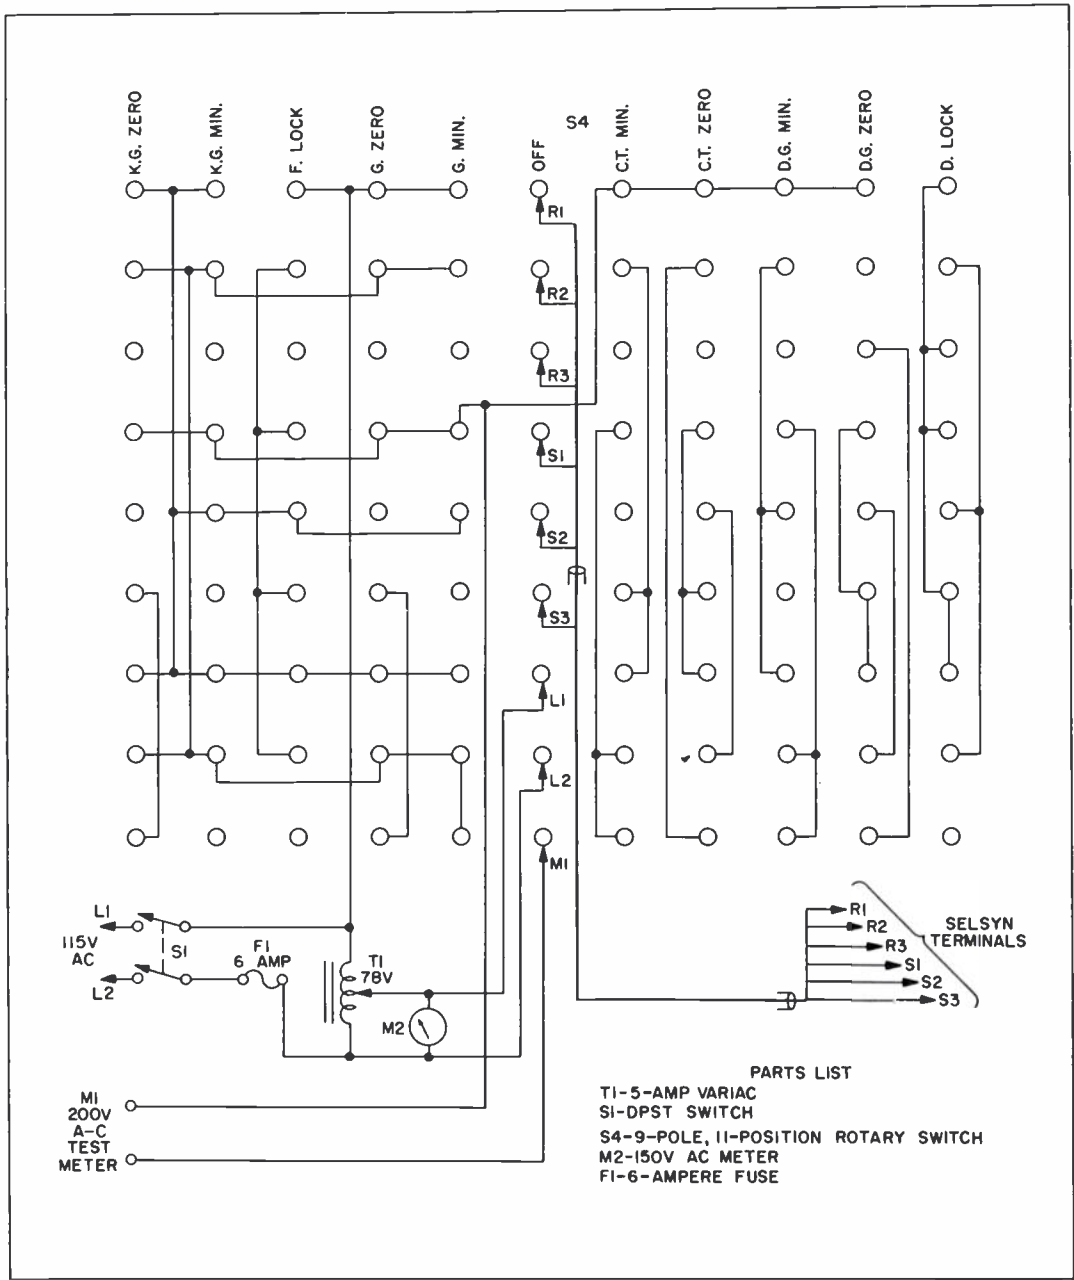 K.G. ZERO
K.G. MIN.
F. LOCK
G. ZERO
G. MIN.
OFF
S4
C.T. MIN.
C.T. ZERO
D.G. MIN.
D.G. ZERO
D. LOCK
R1
R2
R3
S1
S2
S3
L1
L2
M1
L1
115V
AC
L2
S1
F1
6 AMP
T1
78V
M2
R1
R2
R3
S1
S2
S3
SELSYN
TERMINALS
M1
200V
A-C
TEST
METER
PARTS LIST
T1-5-AMP VARIAC
S1-DPST SWITCH
S4-9-POLE, 11-POSITION ROTARY SWITCH
M2-150V AC METER
F1-6-AMPERE FUSE